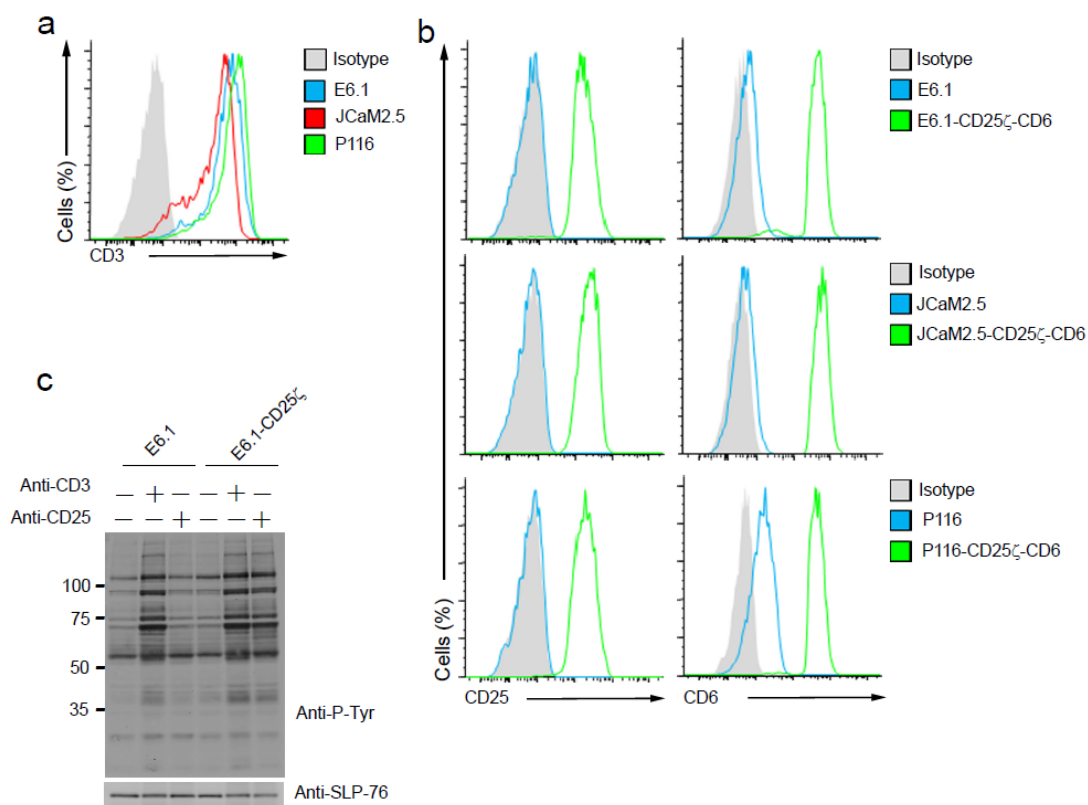 a
Isotype
E6.1
JCaM2.5
P116
Cells (%)
CD3
b
Isotype
E6.1
E6.1-CD25ζ-CD6
Isotype
JCaM2.5
JCaM2.5-CD25ζ-CD6
Isotype
P116
P116-CD25ζ-CD6
Cells (%)
CD25
CD6
c
E6.1
E6.1-CD25ζ
Anti-CD3 – + – – + –
Anti-CD25 – – + – – +
100
75
50
35
Anti-P-Tyr
Anti-SLP-76